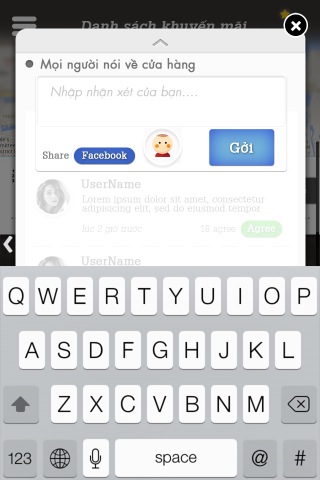 Danh sách khuyến mãi
Mọi người nói về cửa hàng
Nhập nhận xét của bạn....
Share Facebook Gởi
UserName
Lorem ipsum dolor sit amet, consectetur
adipisicing elit, sed do eiusmod tempor
lúc 2 giờ trước 18 agree Agree
UserName
Q W E R T Y U I O P
A S D F G H J K L
Z X C V B N M
123 space @ #